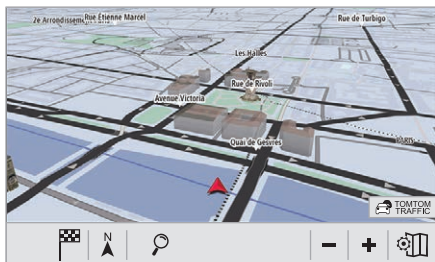 2e Arrondissement
Rue Étienne Marcel
Rue de Turbigo
Les Halles
Rue de Rivoli
Avenue Victoria
Quai de Gesvres
PARIS
TOMTOM
TRAFFIC
N